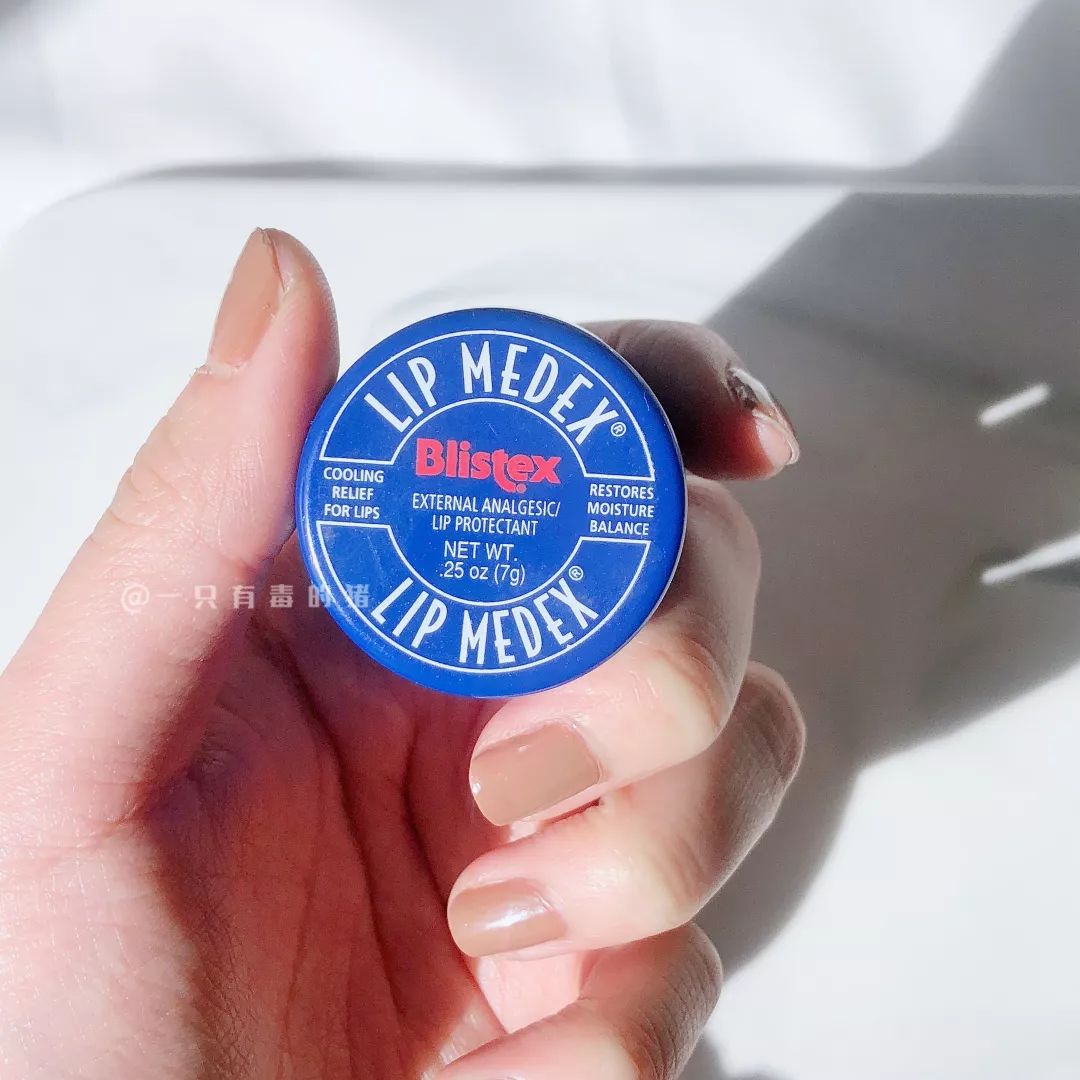 LIP MEDEX®
Blistex®
COOLING
RELIEF
FOR LIPS
EXTERNAL ANALGESIC/
LIP PROTECTANT
RESTORES
MOISTURE
BALANCE
NET WT.
.25 oz (7g)
LIP MEDEX®
@一只有毒的猪